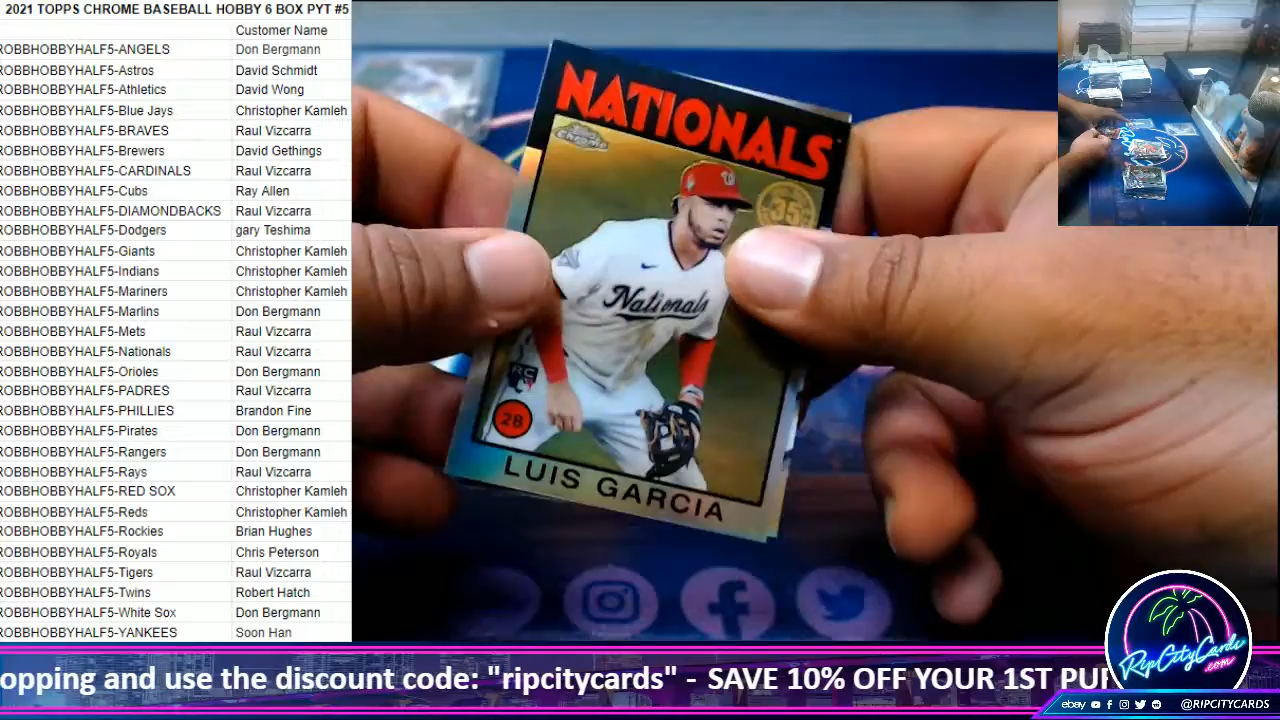 2021 TOPPS CHROME BASEBALL HOBBY 6 BOX PYT #5
Customer Name
ROBBHOBBYHALF5-ANGELS Don Bergmann
ROBBHOBBYHALF5-Astros David Schmidt
ROBBHOBBYHALF5-Athletics David Wong
ROBBHOBBYHALF5-Blue Jays Christopher Kamleh
ROBBHOBBYHALF5-BRAVES Raul Vizcarra
ROBBHOBBYHALF5-Brewers David Gethings
ROBBHOBBYHALF5-CARDINALS Raul Vizcarra
ROBBHOBBYHALF5-Cubs Ray Allen
ROBBHOBBYHALF5-DIAMONDBACKS Raul Vizcarra
ROBBHOBBYHALF5-Dodgers gary Teshima
ROBBHOBBYHALF5-Giants Christopher Kamleh
ROBBHOBBYHALF5-Indians Christopher Kamleh
ROBBHOBBYHALF5-Mariners Christopher Kamleh
ROBBHOBBYHALF5-Marlins Don Bergmann
ROBBHOBBYHALF5-Mets Raul Vizcarra
ROBBHOBBYHALF5-Nationals Raul Vizcarra
ROBBHOBBYHALF5-Orioles Don Bergmann
ROBBHOBBYHALF5-PADRES Raul Vizcarra
ROBBHOBBYHALF5-PHILLIES Brandon Fine
ROBBHOBBYHALF5-Pirates Don Bergmann
ROBBHOBBYHALF5-Rangers Don Bergmann
ROBBHOBBYHALF5-Rays Raul Vizcarra
ROBBHOBBYHALF5-RED SOX Christopher Kamleh
ROBBHOBBYHALF5-Reds Christopher Kamleh
ROBBHOBBYHALF5-Rockies Brian Hughes
ROBBHOBBYHALF5-Royals Chris Peterson
ROBBHOBBYHALF5-Tigers Raul Vizcarra
ROBBHOBBYHALF5-Twins Robert Hatch
ROBBHOBBYHALF5-White Sox Don Bergmann
ROBBHOBBYHALF5-YANKEES Soon Han
NATIONALS
Topps Chrome
35
Nationals
RC
28
LUIS GARCIA
RipCityCards
.com
opping and use the discount code: "ripcitycards" - SAVE 10% OFF YOUR 1ST PU
ebay @RIPCITYCARDS